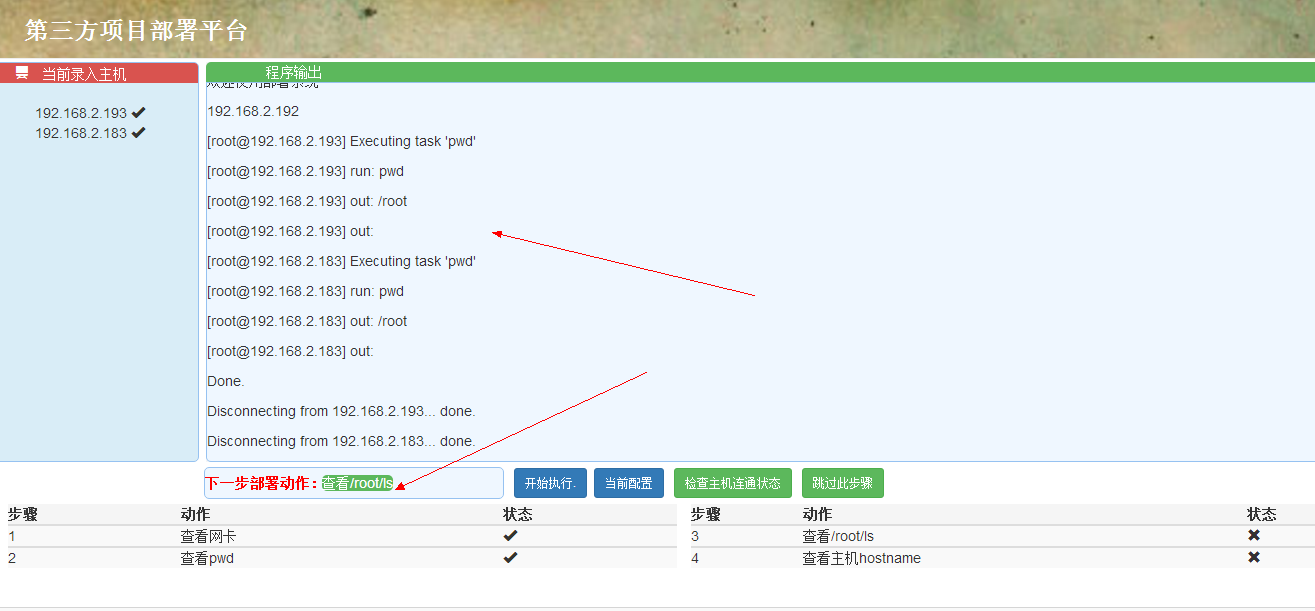 第三方项目部署平台
当前录入主机
192.168.2.193
192.168.2.183
程序输出
欢迎使用部署系统
192.168.2.192
[root@192.168.2.193] Executing task 'pwd'
[root@192.168.2.193] run: pwd
[root@192.168.2.193] out: /root
[root@192.168.2.193] out:
[root@192.168.2.183] Executing task 'pwd'
[root@192.168.2.183] run: pwd
[root@192.168.2.183] out: /root
[root@192.168.2.183] out:
Done.
Disconnecting from 192.168.2.193... done.
Disconnecting from 192.168.2.183... done.
下一步部署动作：查看/root/ls 开始执行. 当前配置 检查主机连通状态 跳过此步骤
步骤 动作 状态 步骤 动作 状态
1 查看网卡 3 查看/root/ls
2 查看pwd 4 查看主机hostname